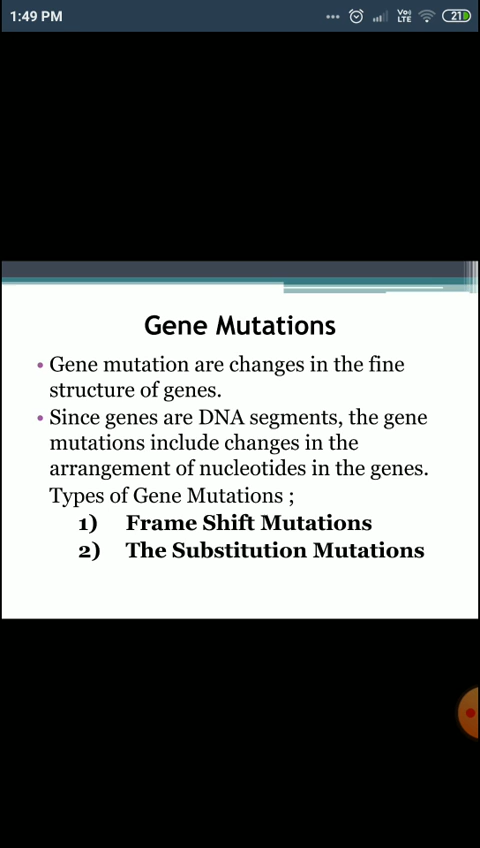 1:49 PM
Vo))
LTE
21
Gene Mutations
• Gene mutation are changes in the fine
structure of genes.
• Since genes are DNA segments, the gene
mutations include changes in the
arrangement of nucleotides in the genes.
Types of Gene Mutations ;
1) Frame Shift Mutations
2) The Substitution Mutations